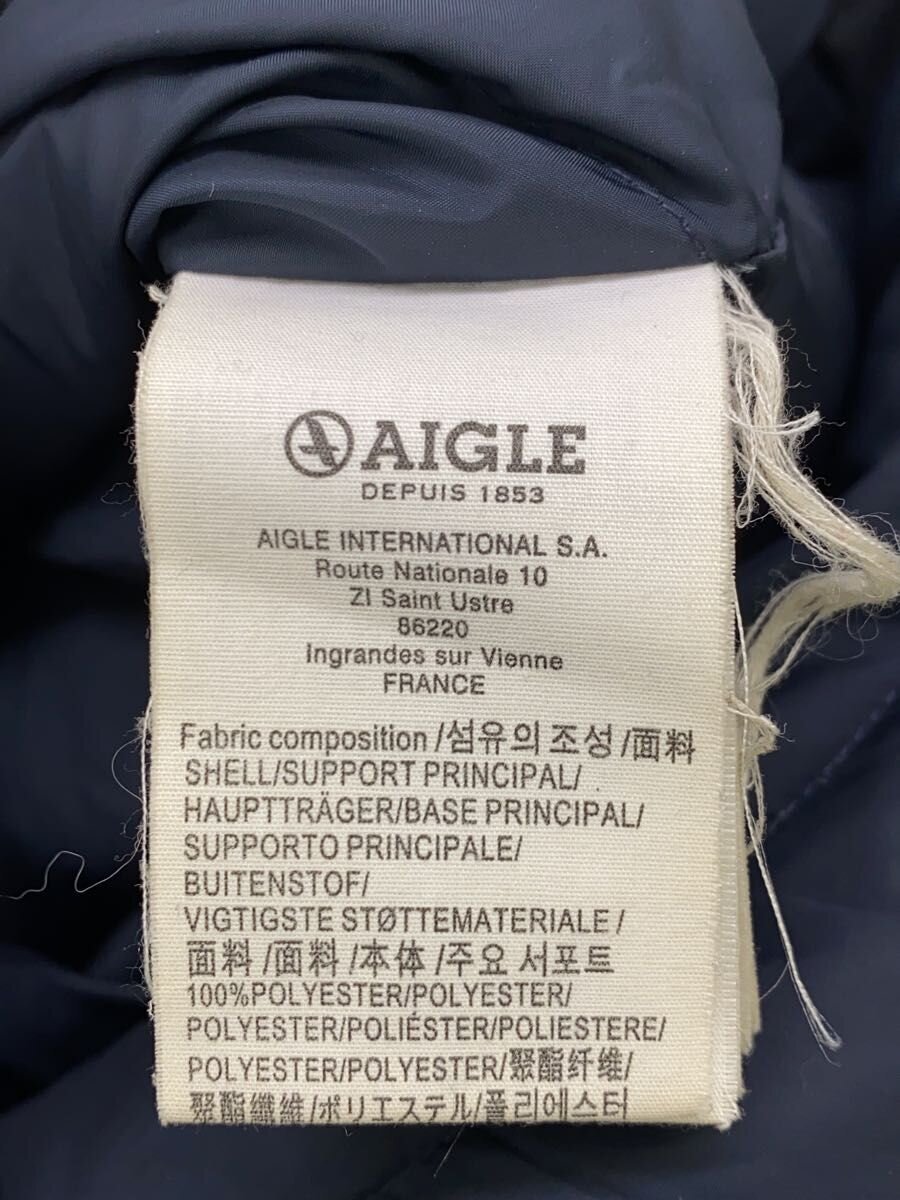 AIGLE
DEPUIS 1853
AIGLE INTERNATIONAL S.A.
Route Nationale 10
ZI Saint Ustre
86220
Ingrandes sur Vienne
FRANCE
Fabric composition /섬유의 조성 /面料
SHELL/SUPPORT PRINCIPAL/
HAUPTTRÄGER/BASE PRINCIPAL/
SUPPORTO PRINCIPALE/
BUITENSTOF/
VIGTIGSTE STØTTEMATERIALE /
面料 /面料 /本体 /주요 서포트
100%POLYESTER/POLYESTER/
POLYESTER/POLIÉSTER/POLIESTERE/
POLYESTER/POLYESTER/聚酯纤维/
聚酯纖維/ポリエステル/폴리에스터